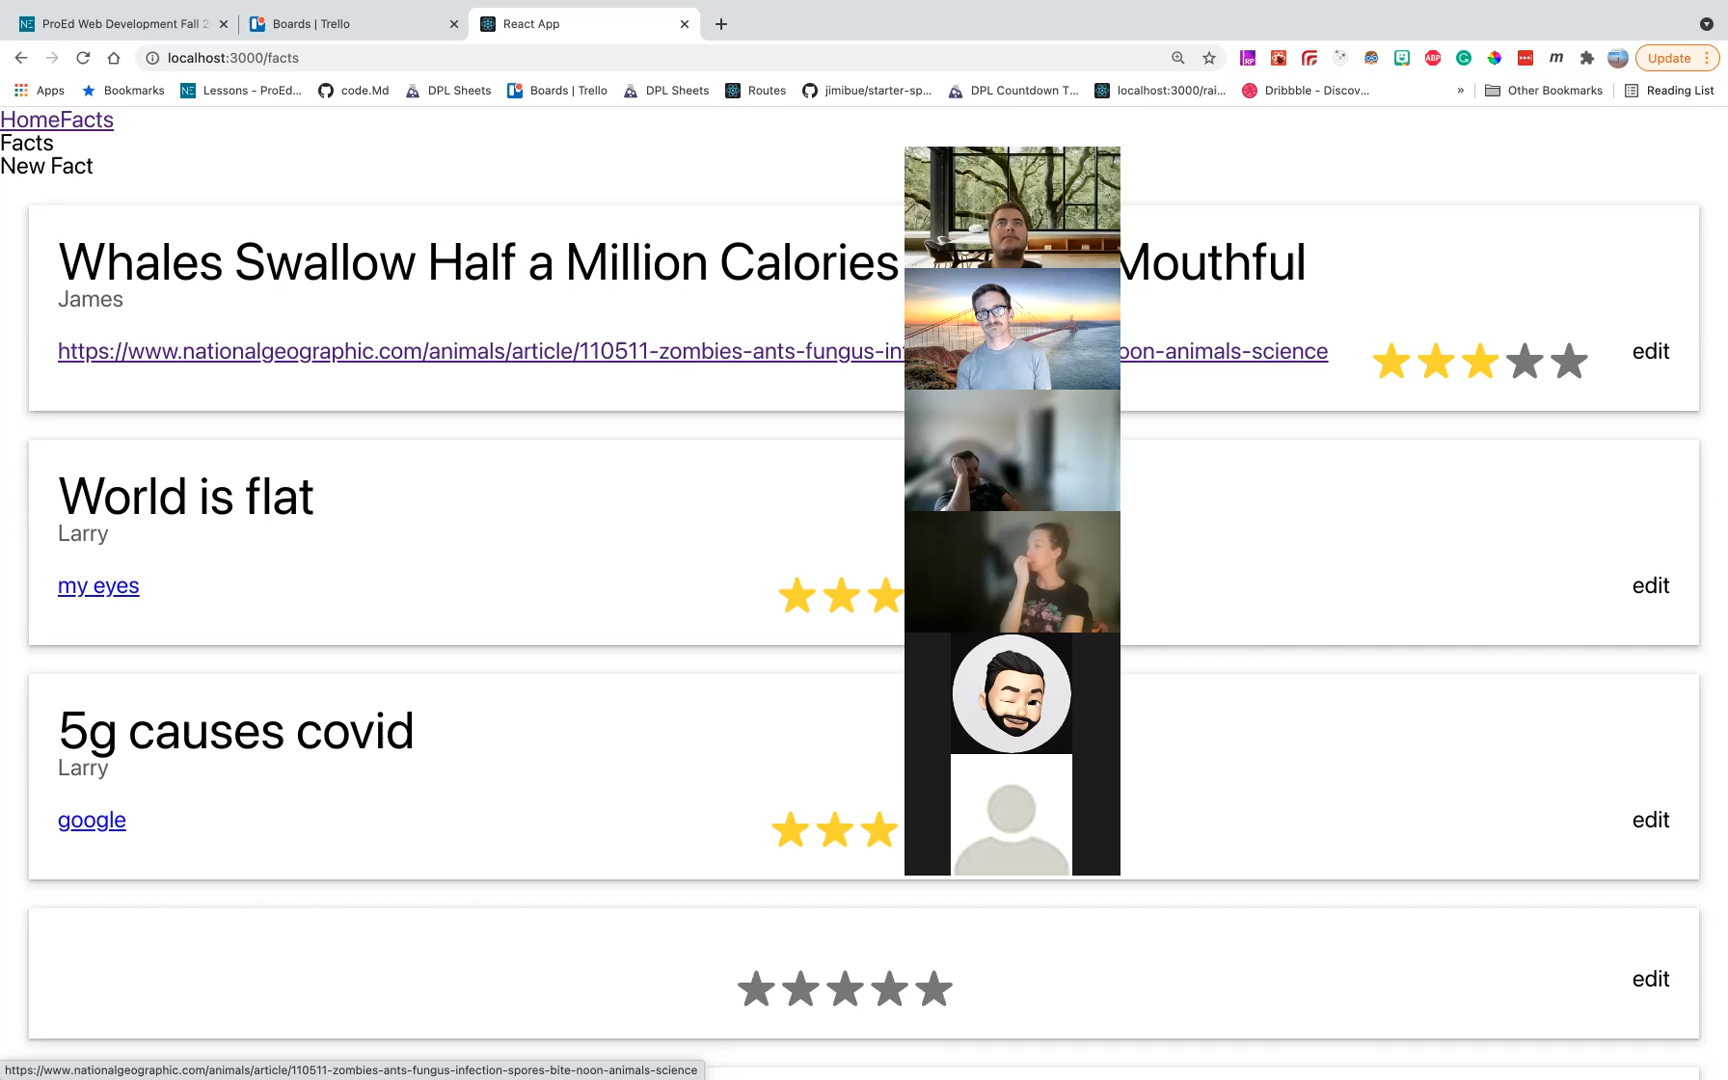 ProEd Web Development Fall 2
Boards | Trello
React App
localhost:3000/facts
Update
Apps
Bookmarks
Lessons - ProEd...
code.Md
DPL Sheets
Boards | Trello
DPL Sheets
Routes
jimibue/starter-sp...
DPL Countdown T...
localhost:3000/rai...
Dribbble - Discov...
»
Other Bookmarks
Reading List
HomeFacts
Facts
New Fact
Whales Swallow Half a Million Calories Mouthful
James
https://www.nationalgeographic.com/animals/article/110511-zombies-ants-fungus-in oon-animals-science
edit
World is flat
Larry
my eyes
edit
5g causes covid
Larry
google
edit
edit
https://www.nationalgeographic.com/animals/article/110511-zombies-ants-fungus-infection-spores-bite-noon-animals-science